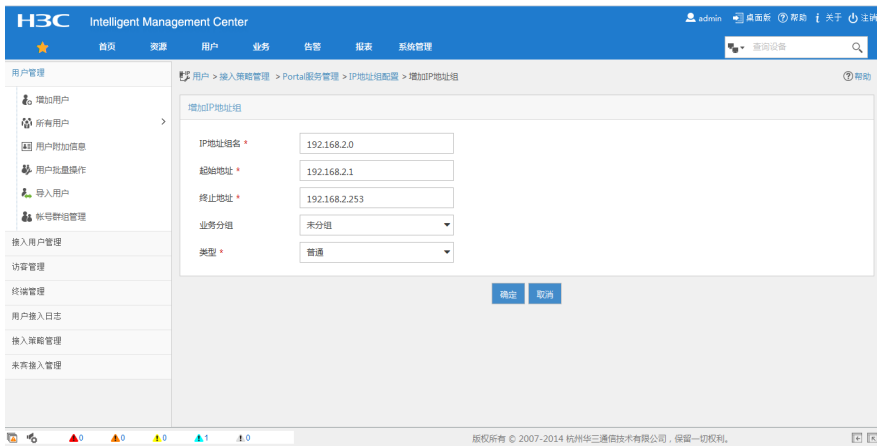 H3C Intelligent Management Center
admin 桌面版 帮助 i 关于 注销
首页 资源 用户 业务 告警 报表 系统管理
查询设备
用户管理
用户 > 接入策略管理 > Portal服务管理 > IP地址组配置 > 增加IP地址组
帮助
增加用户
所有用户
用户附加信息
用户批量操作
导入用户
帐号群组管理
接入用户管理
访客管理
终端管理
用户接入日志
接入策略管理
来宾接入管理
增加IP地址组
IP地址组名 * 192.168.2.0
起始地址 * 192.168.2.1
终止地址 * 192.168.2.253
业务分组 未分组
类型 * 普通
确定 取消
0 0 0 1 0
版权所有 © 2007-2014 杭州华三通信技术有限公司，保留一切权利。